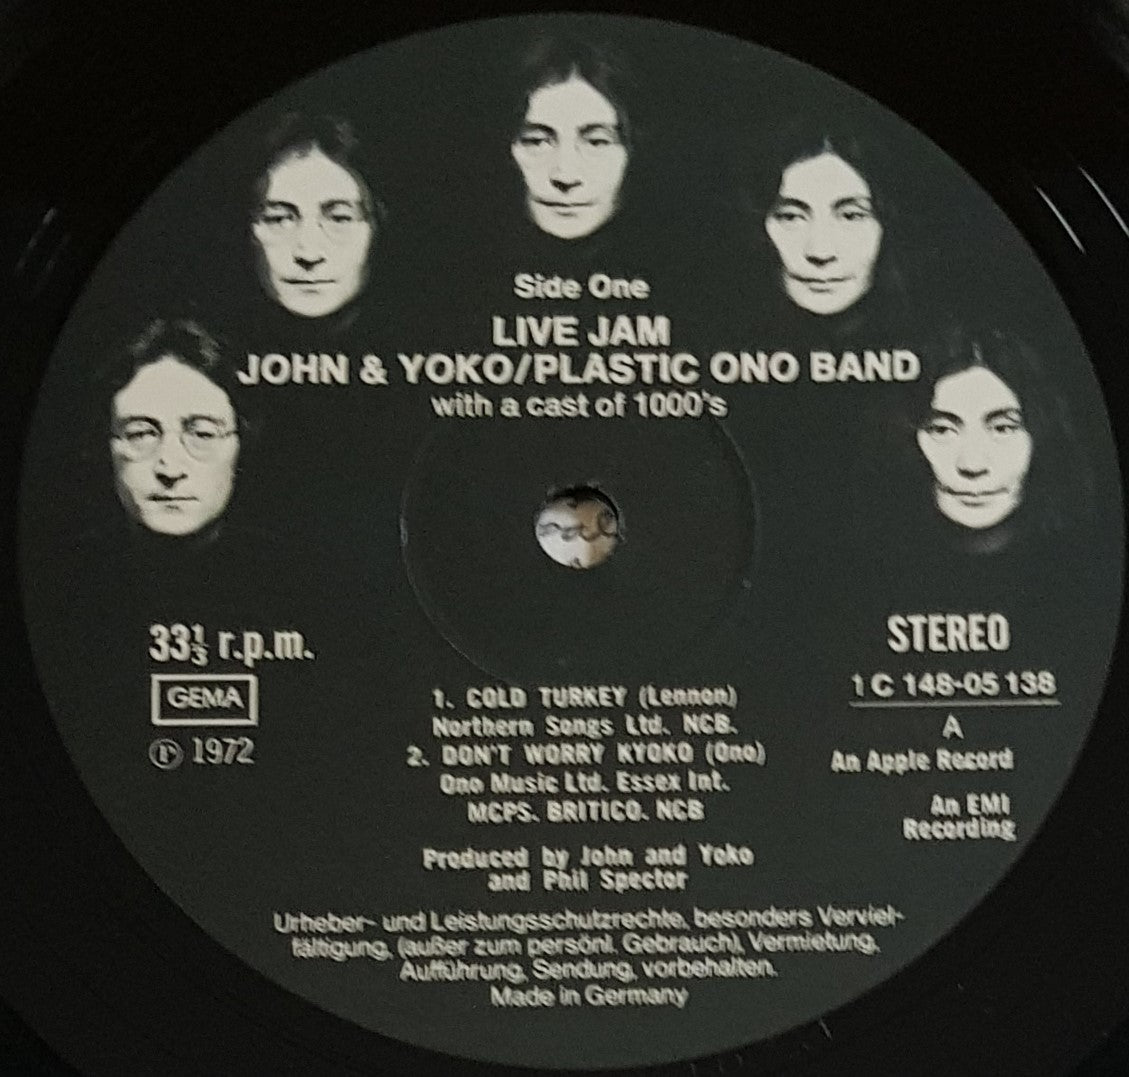 Side One
LIVE JAM
JOHN & YOKO/PLASTIC ONO BAND
with a cast of 1000's
33⅓ r.p.m.
GEMA
℗ 1972
STEREO
1 C 148-05 138
A
An Apple Record
An EMI
Recording
1. COLD TURKEY (Lennon)
Northern Songs Ltd. NCB.
2. DON'T WORRY KYOKO (Ono)
Ono Music Ltd. Essex Int.
MCPS. BRITICO. NCB
Produced by John and Yoko
and Phil Spector
Urheber- und Leistungsschutzrechte, besonders Verviel-
fältigung, (außer zum persönl. Gebrauch), Vermietung,
Aufführung, Sendung, vorbehalten.
Made in Germany